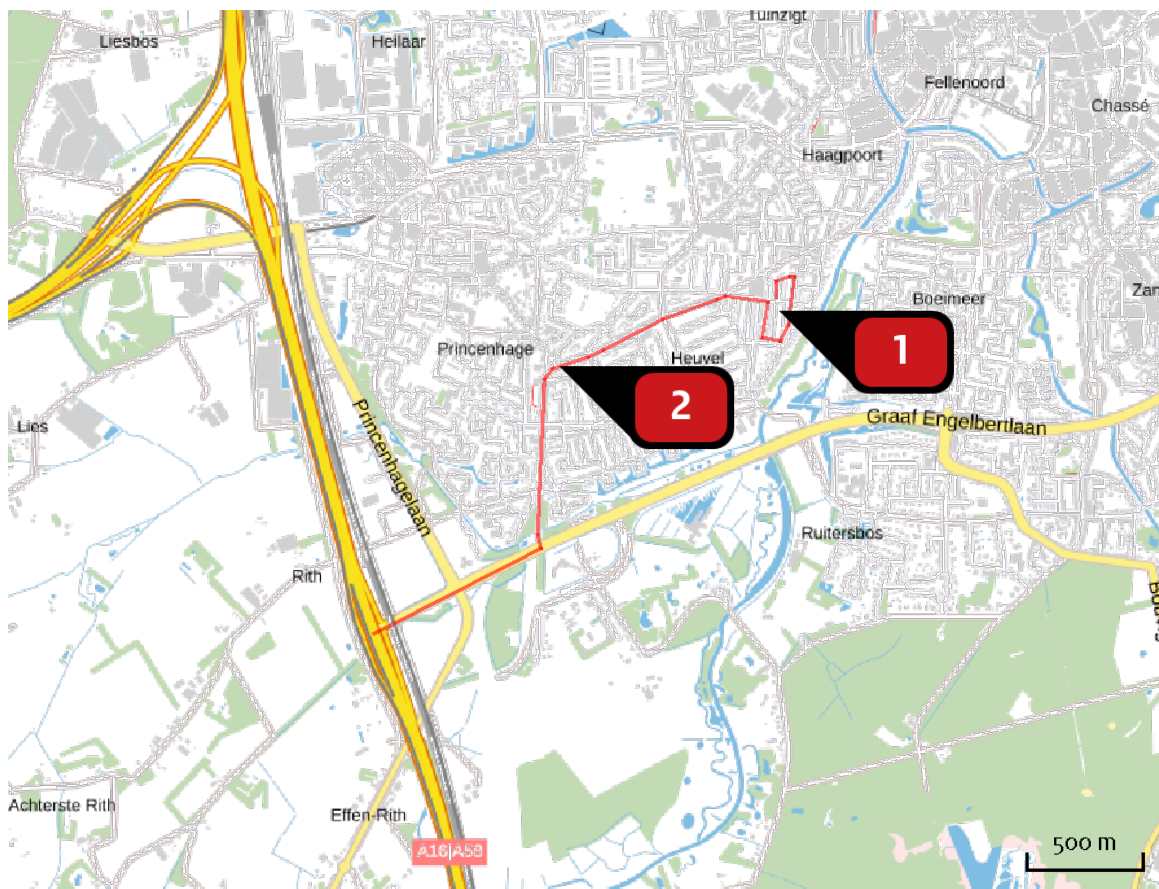 Tuinzigt
Liesbos
Heilaar
Fellenoord
Chassé
Haagpoort
Zan
Boeimeer
1
Princenhage
Heuvel
2
Graaf Engelbertlaan
Lies
Princenhagelaan
Ruitersbos
Rith
Achterste Rith
Effen-Rith
A16|A58
500 m